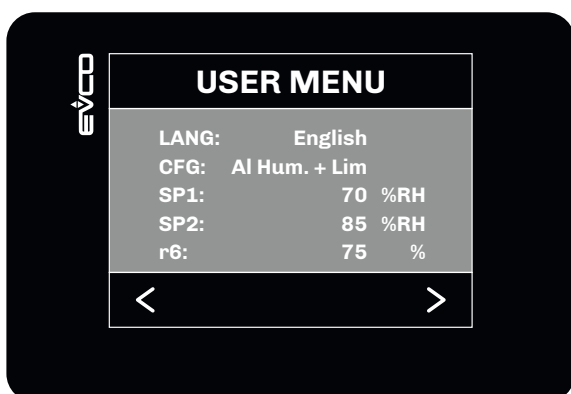 EVCO
USER MENU
LANG: English
CFG: Al Hum. + Lim
SP1: 70 %RH
SP2: 85 %RH
r6: 75 %
< >